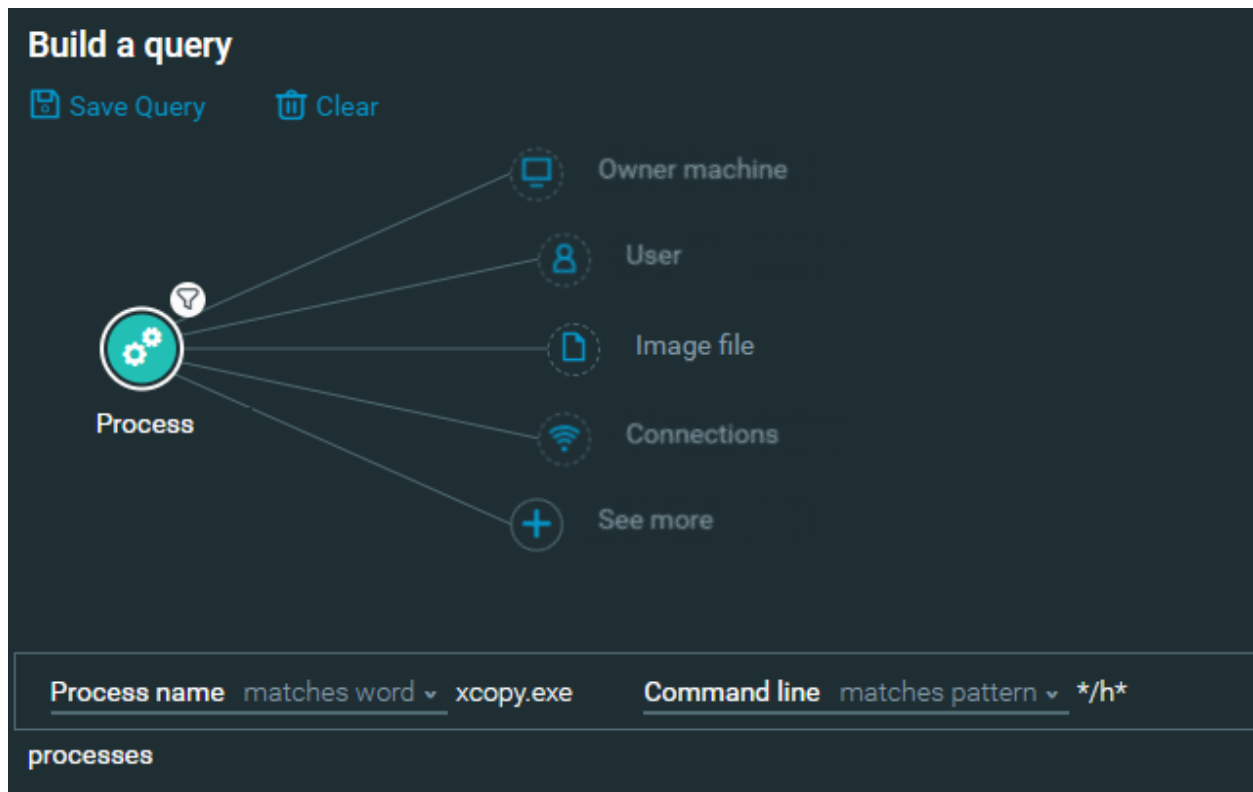 Build a query
Save Query Clear
Owner machine
User
Image file
Process
Connections
See more
Process name matches word xcopy.exe Command line matches pattern */h*
processes